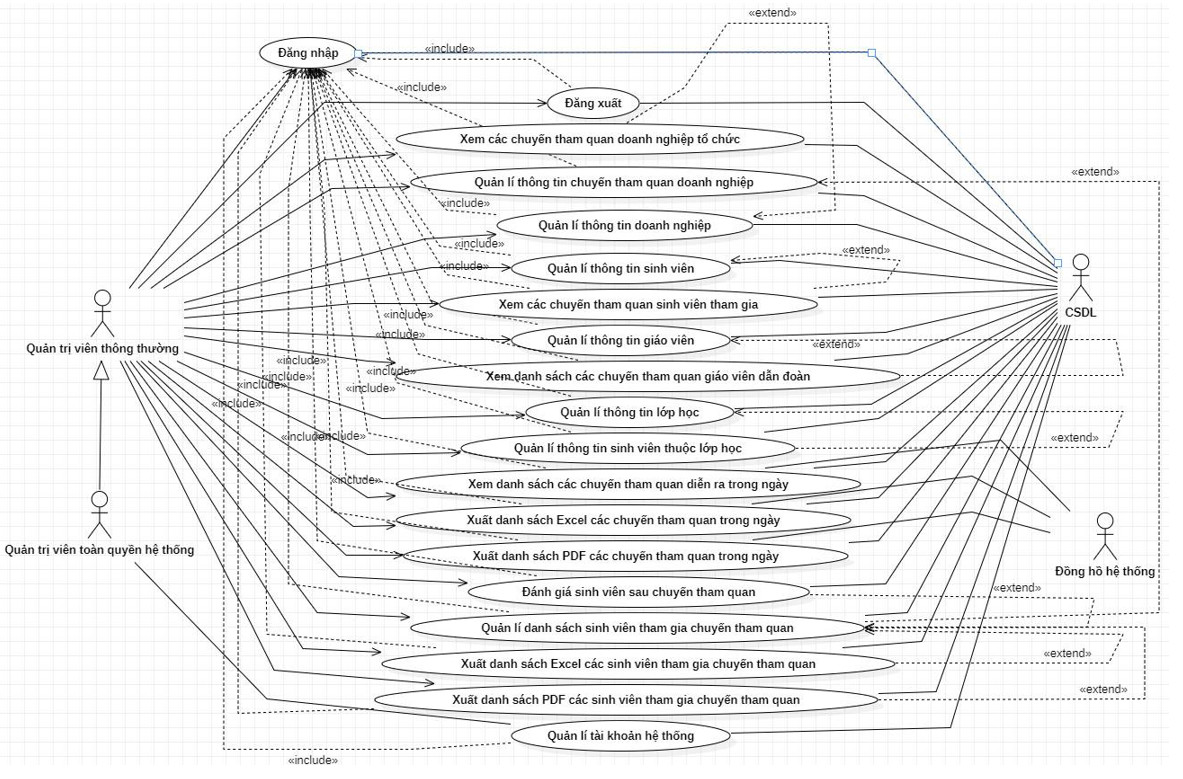 «extend»
Đăng nhập
«include»
«include»
Đăng xuất
Xem các chuyến tham quan doanh nghiệp tổ chức
«extend»
Quản lí thông tin chuyến tham quan doanh nghiệp
«include»
Quản lí thông tin doanh nghiệp
«include»
«extend»
Quản lí thông tin sinh viên
«include»
Xem các chuyến tham quan sinh viên tham gia
CSDL
«include»
«include»
Quản lí thông tin giáo viên
«extend»
Quản trị viên thông thường
«include»
«include»
«include»
Xem danh sách các chuyến tham quan giáo viên dẫn đoàn
«include»
«include»
«include»
Quản lí thông tin lớp học
«include»
«include»
«extend»
Quản lí thông tin sinh viên thuộc lớp học
«include»
Xem danh sách các chuyến tham quan diễn ra trong ngày
Xuất danh sách Excel các chuyến tham quan trong ngày
Quản trị viên toàn quyền hệ thống
Xuất danh sách PDF các chuyến tham quan trong ngày
Đồng hồ hệ thống
«extend»
Đánh giá sinh viên sau chuyến tham quan
Quản lí danh sách sinh viên tham gia chuyến tham quan
«extend»
Xuất danh sách Excel các sinh viên tham gia chuyến tham quan
«extend»
Xuất danh sách PDF các sinh viên tham gia chuyến tham quan
Quản lí tài khoản hệ thống
«include»